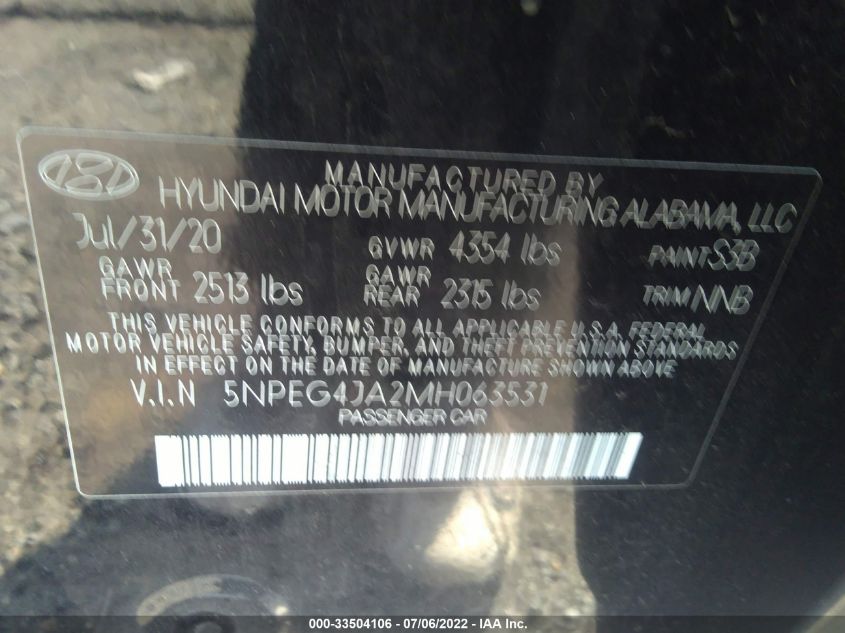 MANUFACTURED BY
HYUNDAI MOTOR MANUFACTURING ALABAMA, LLC
Jul/31/20 GVWR 4354 lbs PAINT S3B
GAWR FRONT 2513 lbs GAWR REAR 2315 lbs TRIM NNB
THIS VEHICLE CONFORMS TO ALL APPLICABLE U.S.A. FEDERAL
MOTOR VEHICLE SAFETY, BUMPER, AND THEFT PREVENTION STANDARDS
IN EFFECT ON THE DATE OF MANUFACTURE SHOWN ABOVE
V.I.N 5NPEG4JA2MH063531
PASSENGER CAR
000-33504106 - 07/06/2022 - IAA Inc.